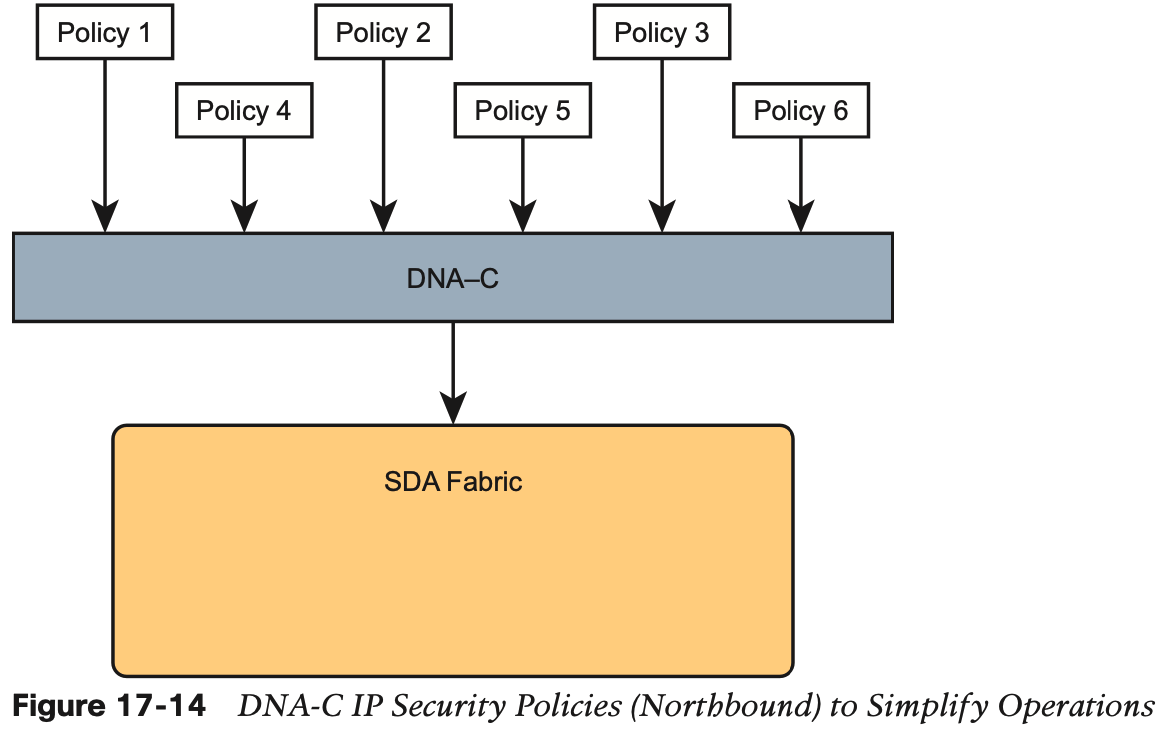 Policy 1
Policy 2
Policy 3
Policy 4
Policy 5
Policy 6
DNA–C
SDA Fabric
Figure 17-14 DNA-C IP Security Policies (Northbound) to Simplify Operations